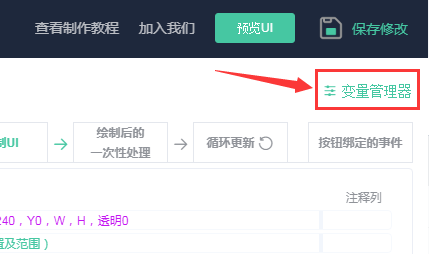 查看制作教程 加入我们 预览UI 保存修改
变量管理器
制UI 绘制后的
一次性处理 循环更新 按钮绑定的事件
注释列
240，Y0，W，H，透明0
置及范围）